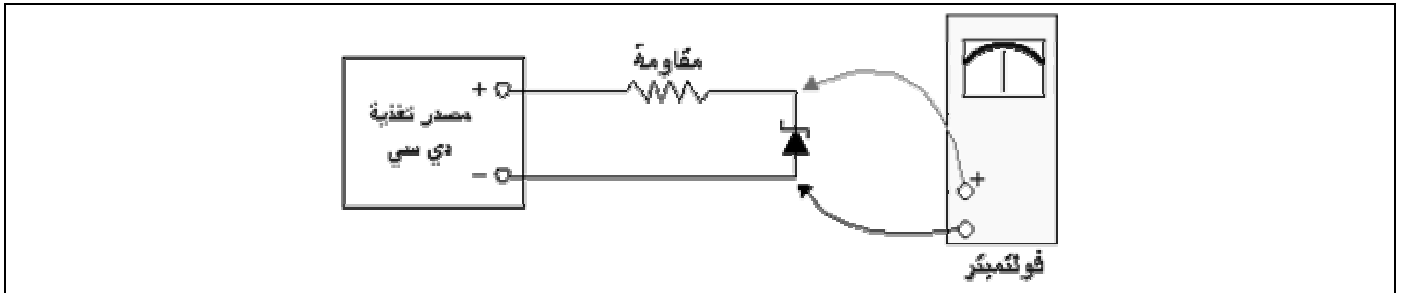 مقاومة
+
مصدر تغذية
دي سي
−
+
فولتميتر